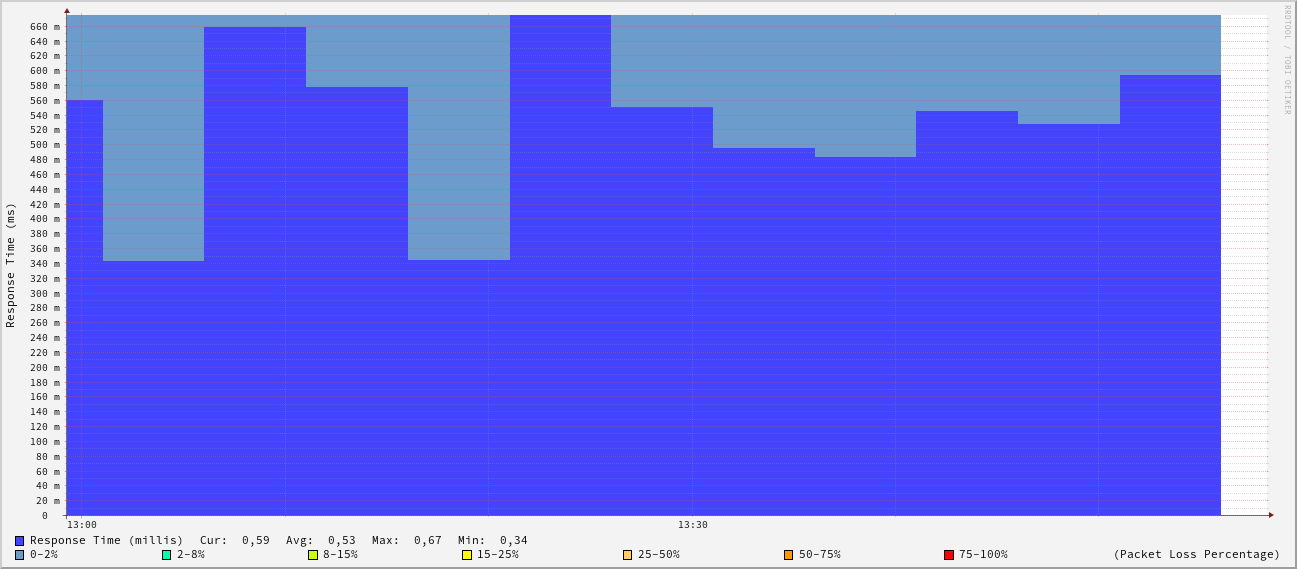 RRDTOOL / TOBI OETIKER
Response Time (ms)
660 m
640 m
620 m
600 m
580 m
560 m
540 m
520 m
500 m
480 m
460 m
440 m
420 m
400 m
380 m
360 m
340 m
320 m
300 m
280 m
260 m
240 m
220 m
200 m
180 m
160 m
140 m
120 m
100 m
80 m
60 m
40 m
20 m
0
13:00 13:30
Response Time (millis) Cur: 0,59 Avg: 0,53 Max: 0,67 Min: 0,34
0-2% 2-8% 8-15% 15-25% 25-50% 50-75% 75-100% (Packet Loss Percentage)